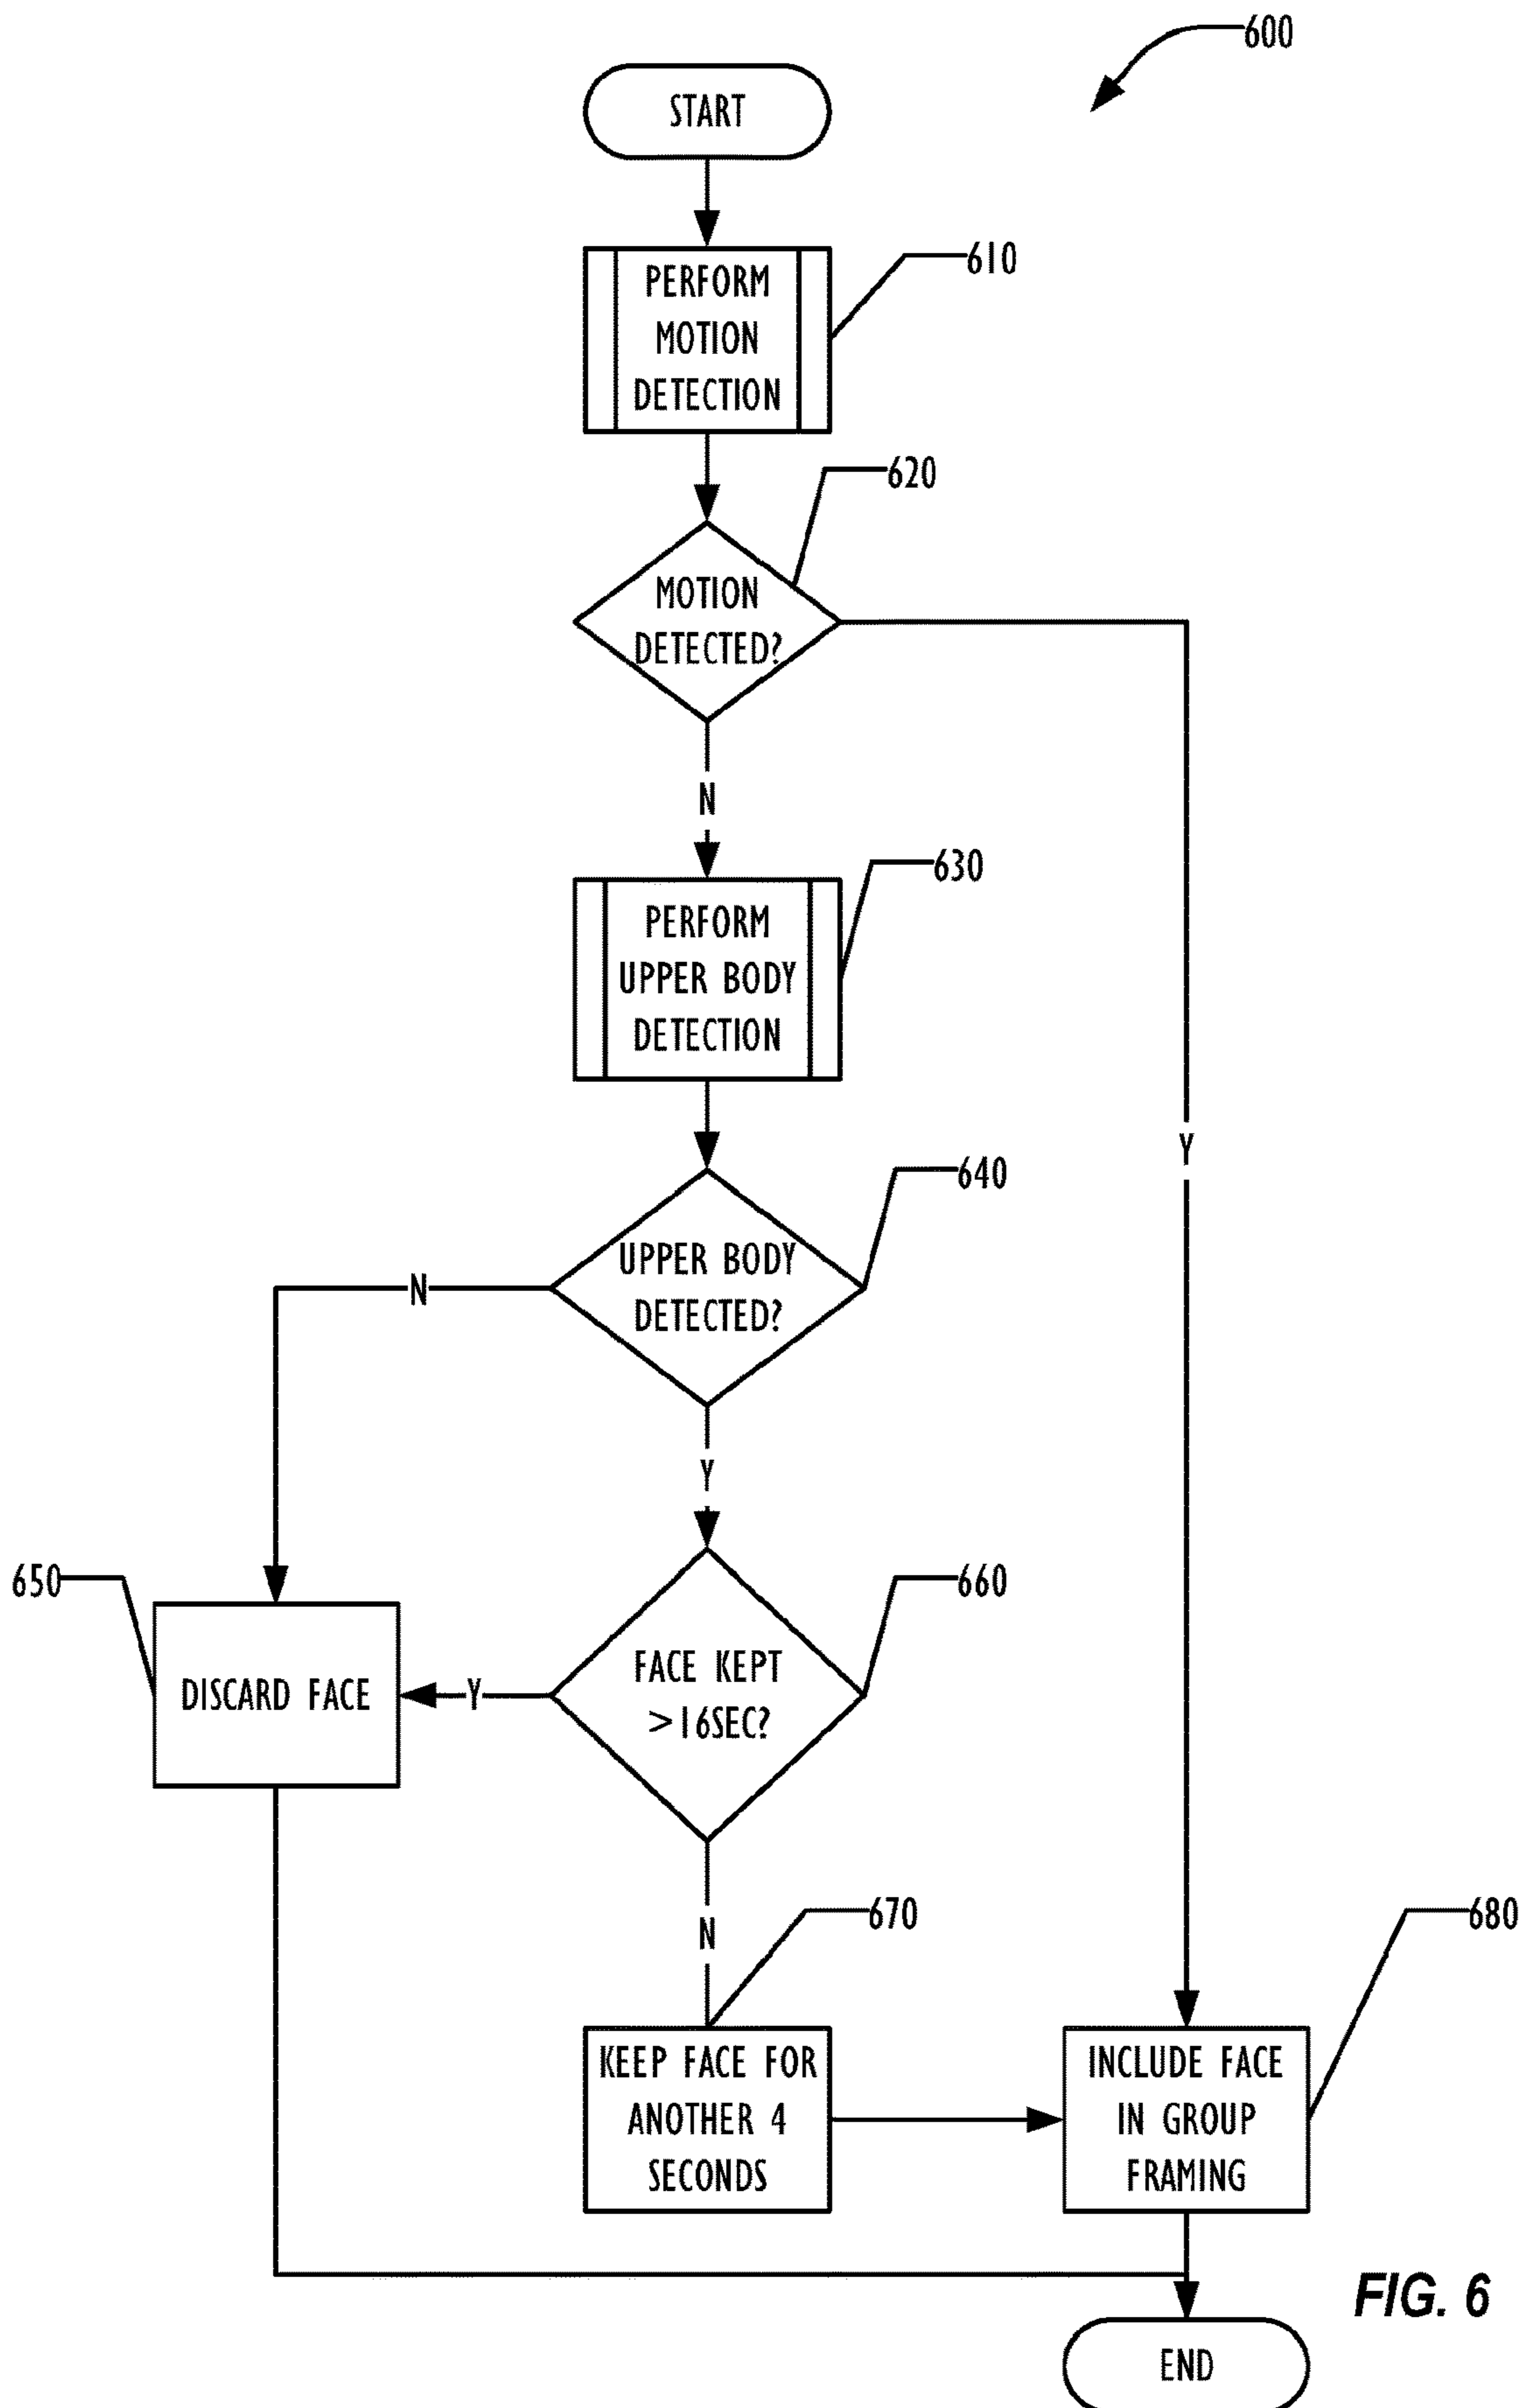 600
START
610
PERFORM
MOTION
DETECTION
620
MOTION
DETECTED?
Y
N
630
PERFORM
UPPER BODY
DETECTION
640
UPPER BODY
DETECTED?
N
Y
650
DISCARD FACE
660
FACE KEPT
>16SEC?
Y
N
670
KEEP FACE FOR
ANOTHER 4
SECONDS
680
INCLUDE FACE
IN GROUP
FRAMING
END
FIG. 6